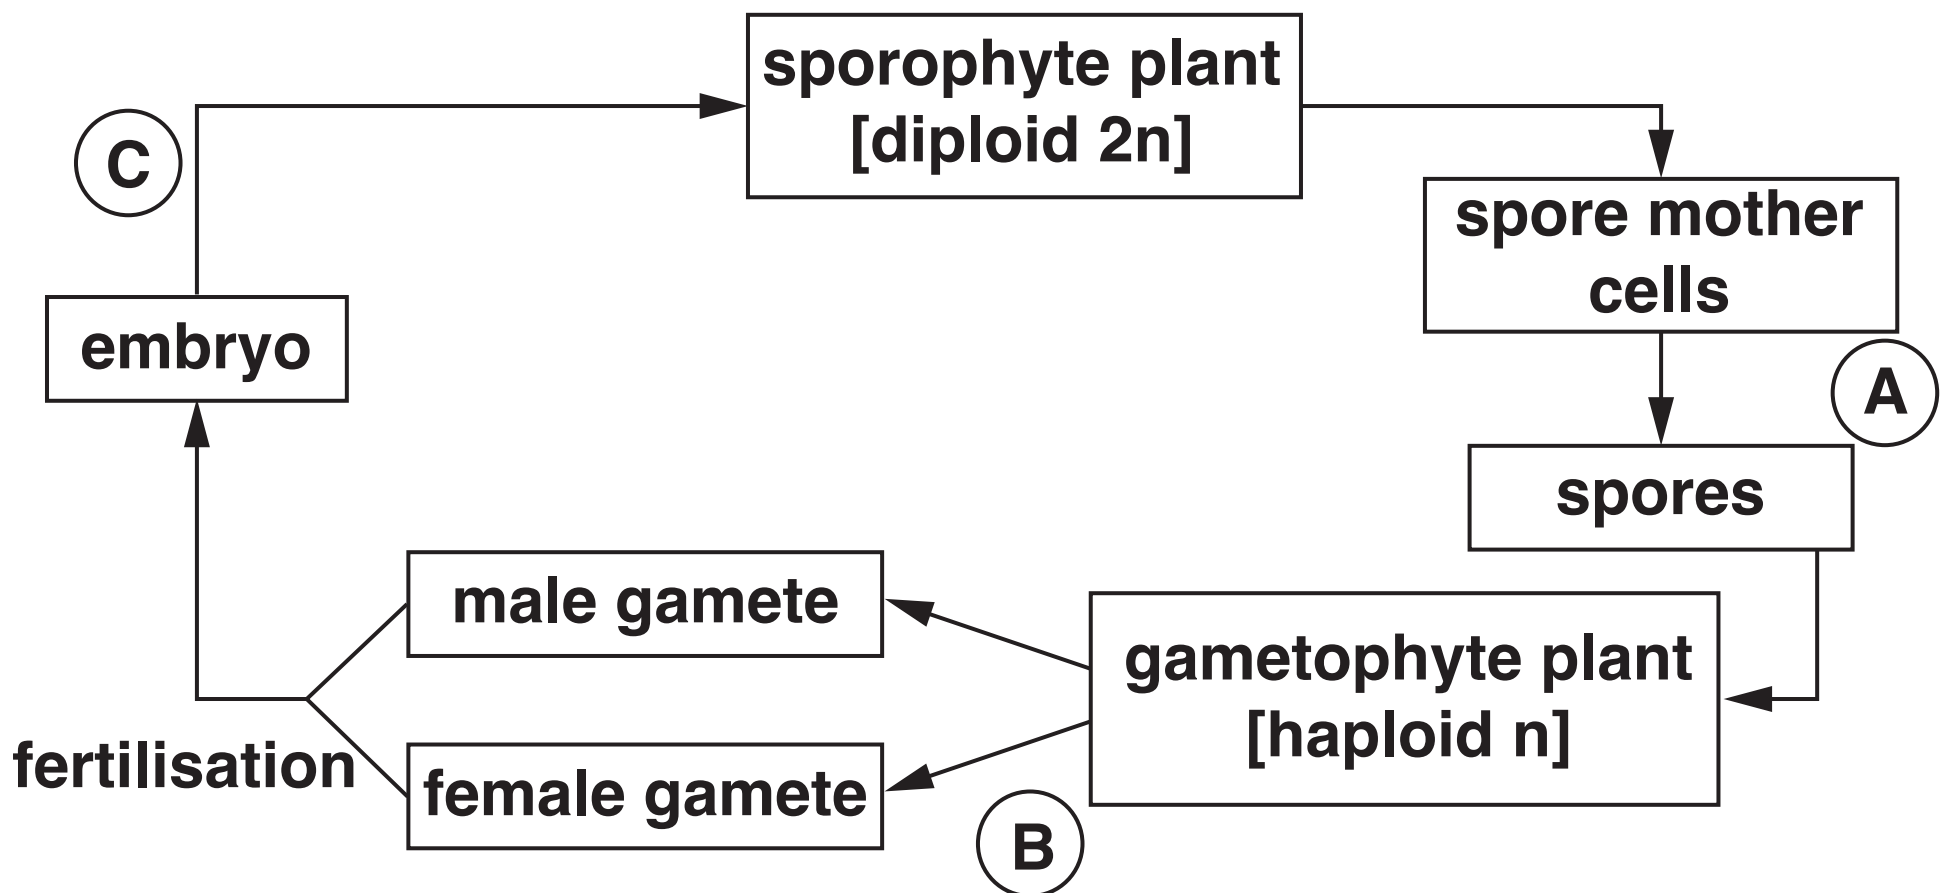 sporophyte plant
[diploid 2n]
C
spore mother
cells
embryo
A
spores
male gamete
gametophyte plant
[haploid n]
fertilisation
female gamete
B